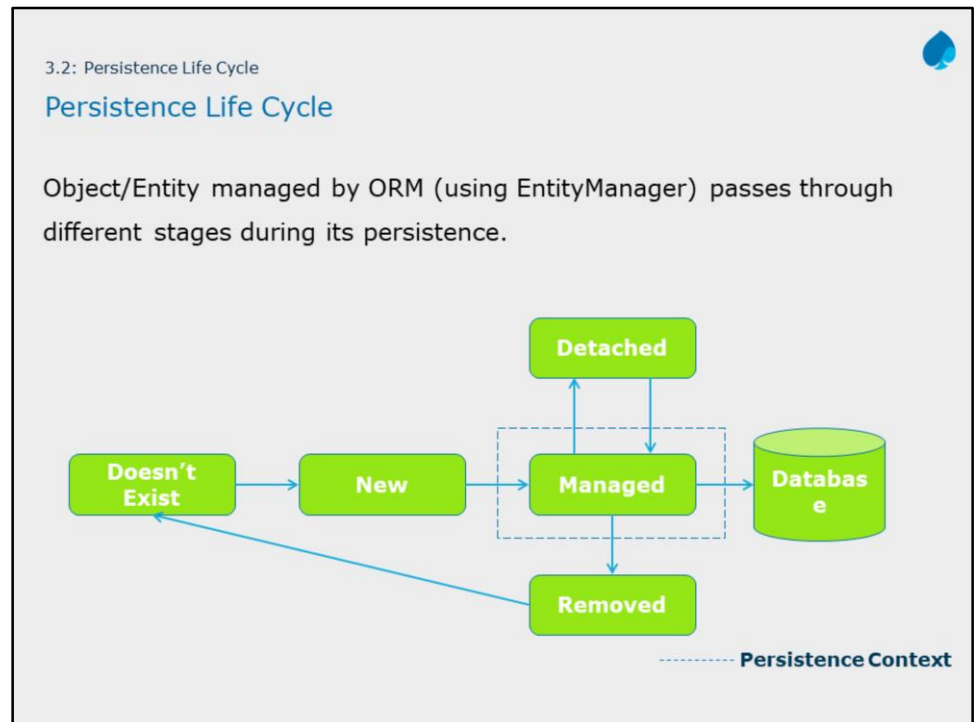 3.2: Persistence Life Cycle
Persistence Life Cycle
Object/Entity managed by ORM (using EntityManager) passes through
different stages during its persistence.
Detached
Doesn’t
Exist
New
Managed
Databas
e
Removed
Persistence Context